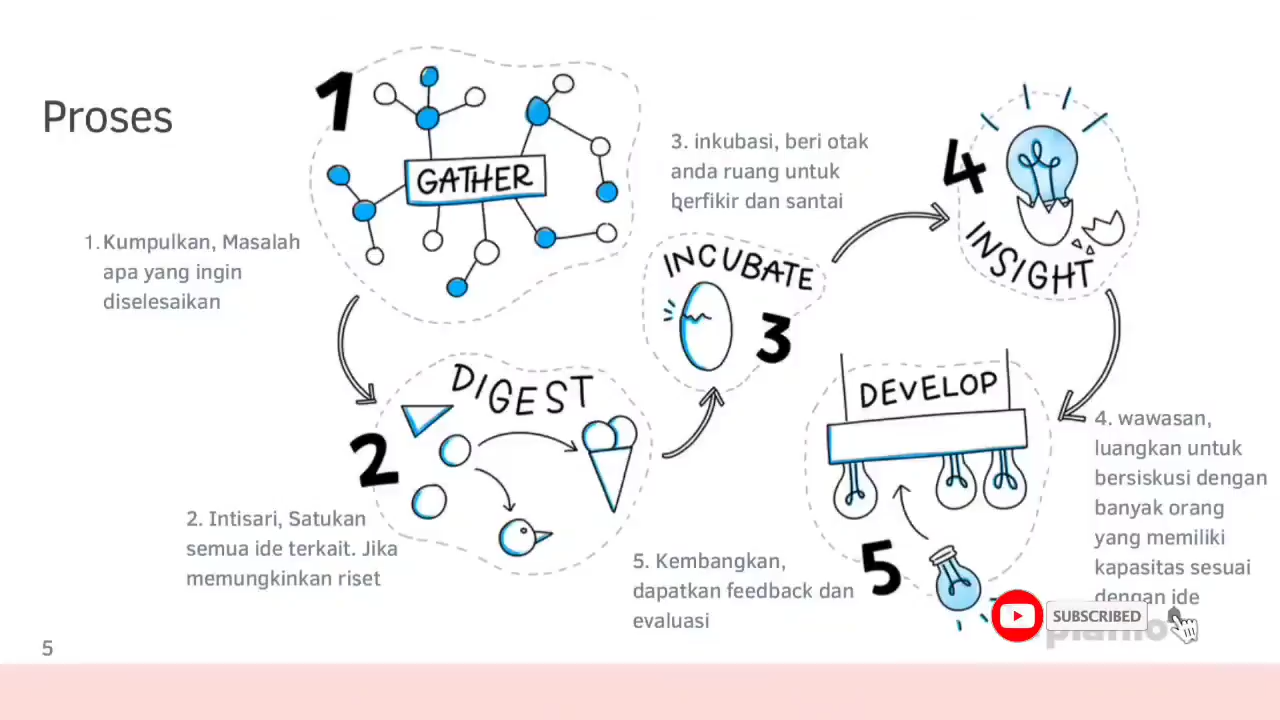 Proses
1
GATHER
1. Kumpulkan, Masalah
apa yang ingin
diselesaikan
DIGEST
2
2. Intisari, Satukan
semua ide terkait. Jika
memungkinkan riset
3. inkubasi, beri otak
anda ruang untuk
berfikir dan santai
INCUBATE
3
4
INSIGHT
4. wawasan,
luangkan untuk
bersiskusi dengan
banyak orang
yang memiliki
kapasitas sesuai
dengan ide
DEVELOP
5
5. Kembangkan,
dapatkan feedback dan
evaluasi
SUBSCRIBED
5